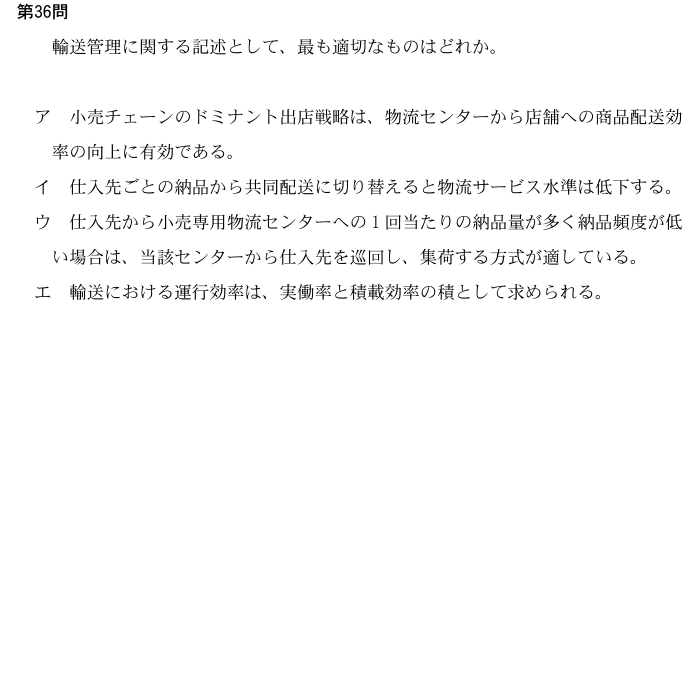 第36問
輸送管理に関する記述として、最も適切なものはどれか。
ア　小売チェーンのドミナント出店戦略は、物流センターから店舗への商品配送効
率の向上に有効である。
イ　仕入先ごとの納品から共同配送に切り替えると物流サービス水準は低下する。
ウ　仕入先から小売専用物流センターへの１回当たりの納品量が多く納品頻度が低
い場合は、当該センターから仕入先を巡回し、集荷する方式が適している。
エ　輸送における運行効率は、実働率と積載効率の積として求められる。